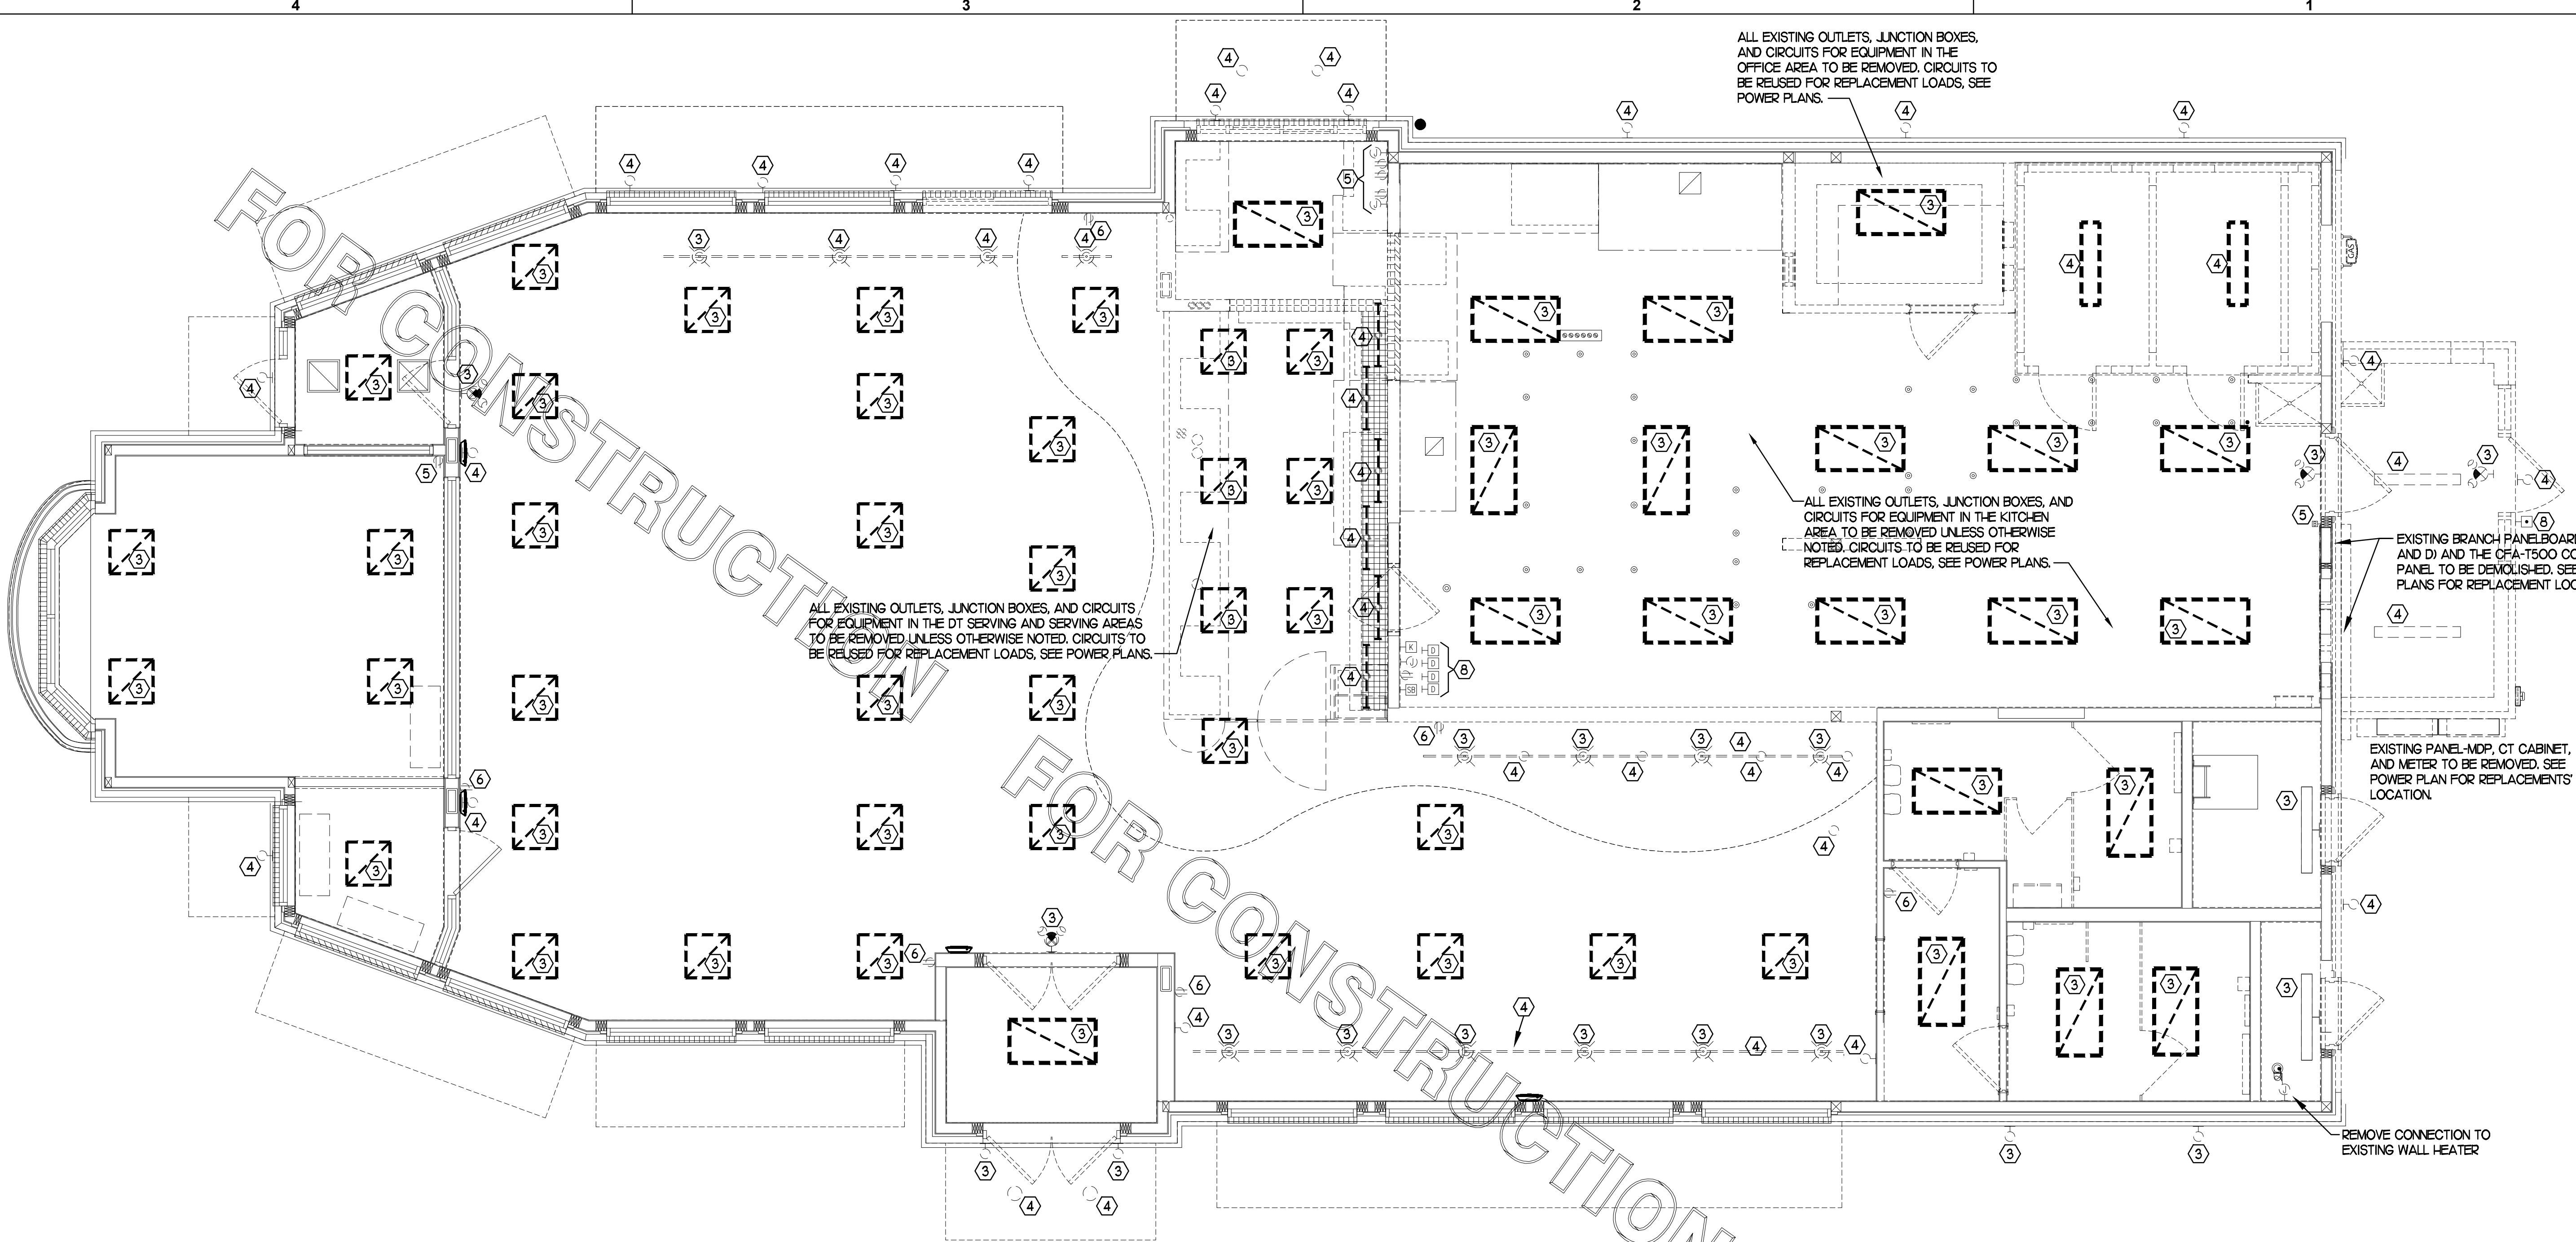 4 3 2 1
ALL EXISTING OUTLETS, JUNCTION BOXES,
AND CIRCUITS FOR EQUIPMENT IN THE
OFFICE AREA TO BE REMOVED. CIRCUITS TO
BE REUSED FOR REPLACEMENT LOADS, SEE
POWER PLANS.
FOR CONSTRUCTION
GAS
ALL EXISTING OUTLETS, JUNCTION BOXES, AND
CIRCUITS FOR EQUIPMENT IN THE KITCHEN
AREA TO BE REMOVED UNLESS OTHERWISE
NOTED. CIRCUITS TO BE REUSED FOR
REPLACEMENT LOADS, SEE POWER PLANS.
EXISTING BRANCH PANELBOARD
AND D) AND THE CFA-T500 CO
PANEL TO BE DEMOLISHED. SEE
PLANS FOR REPLACEMENT LOC
ALL EXISTING OUTLETS, JUNCTION BOXES, AND CIRCUITS
FOR EQUIPMENT IN THE DT SERVING AND SERVING AREAS
TO BE REMOVED UNLESS OTHERWISE NOTED. CIRCUITS TO
BE REUSED FOR REPLACEMENT LOADS, SEE POWER PLANS.
K D
J D
D
SB D
8
EXISTING PANEL-MDP, CT CABINET,
AND METER TO BE REMOVED. SEE
POWER PLAN FOR REPLACEMENTS'
LOCATION.
FOR CONSTRUCTION
REMOVE CONNECTION TO
EXISTING WALL HEATER